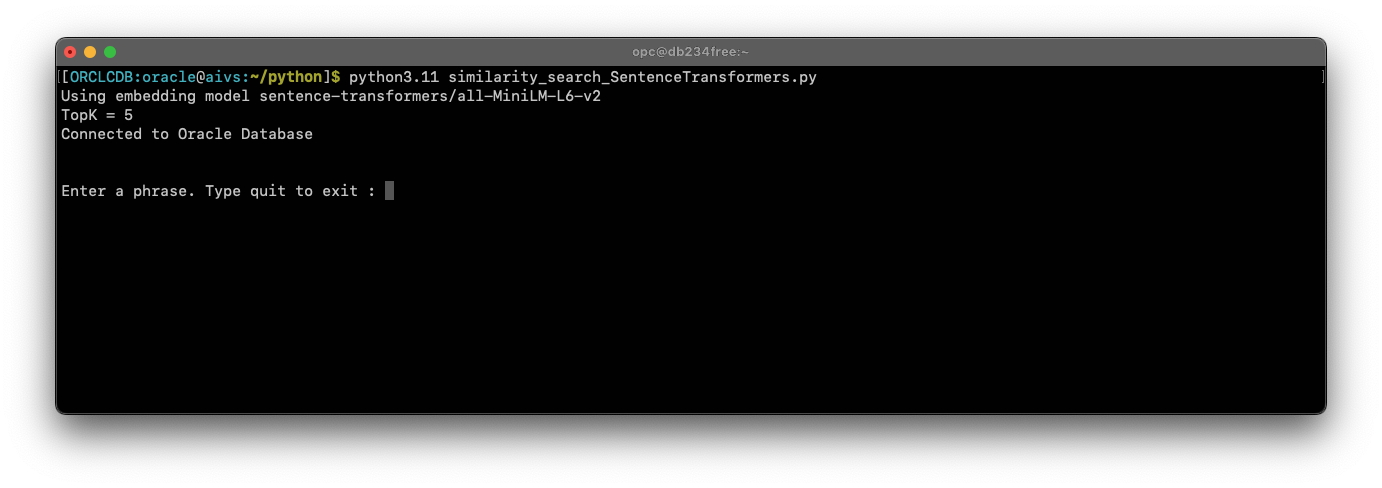 opc@db234free:~
[[ORCLCDB:oracle@aivs:~/python]$ python3.11 similarity_search_SentenceTransformers.py ]
Using embedding model sentence-transformers/all-MiniLM-L6-v2
TopK = 5
Connected to Oracle Database
Enter a phrase. Type quit to exit :